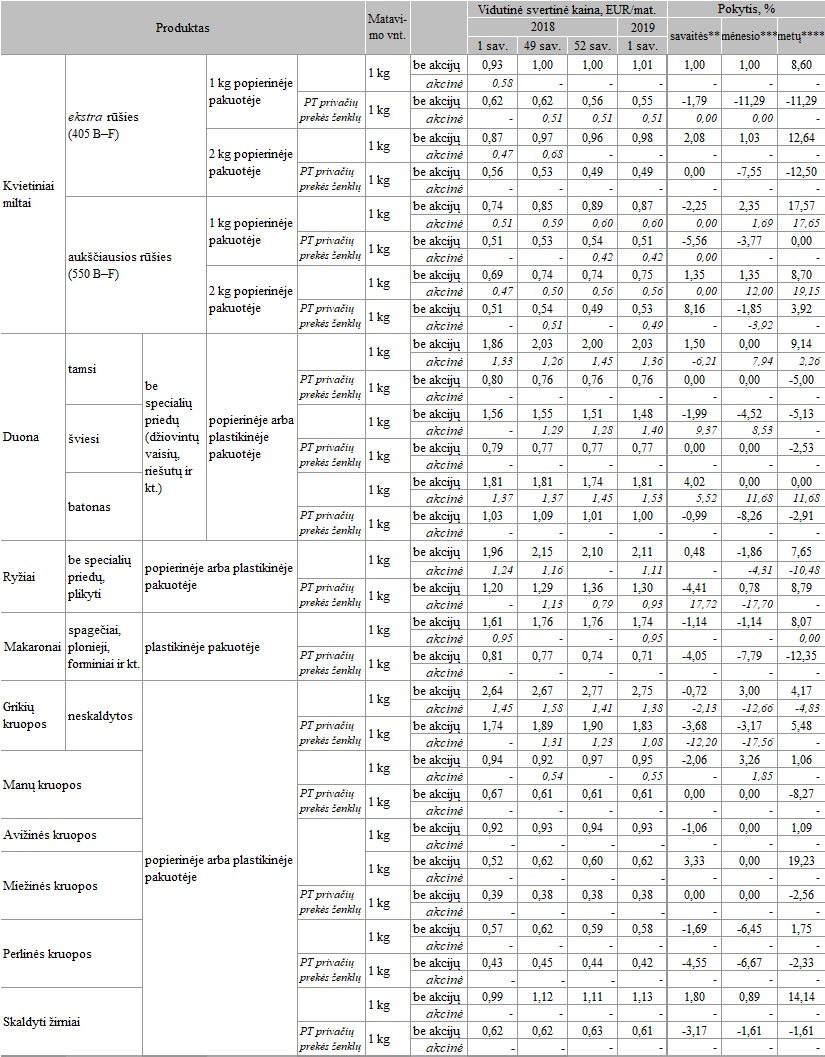 Produktas Matavi- Vidutinė svertinė kaina, EUR/mat. Pokytis, %
mo vnt. 2018 2019 savaitės** mėnesio*** metų****
1 sav. 49 sav. 52 sav. 1 sav.
Kvietiniai miltai ekstra rūšies (405 B–F) 1 kg popierinėje pakuotėje 1 kg be akcijų 0,93 1,00 1,00 1,01 1,00 1,00 8,60
akcinė 0,58 - - - - - -
PT privačių prekės ženklų 1 kg be akcijų 0,62 0,62 0,56 0,55 -1,79 -11,29 -11,29
akcinė - 0,51 0,51 0,51 0,00 0,00 -
2 kg popierinėje pakuotėje 1 kg be akcijų 0,87 0,97 0,96 0,98 2,08 1,03 12,64
akcinė 0,47 0,68 - - - - -
PT privačių prekės ženklų 1 kg be akcijų 0,56 0,53 0,49 0,49 0,00 -7,55 -12,50
akcinė - - - - - - -
aukščiausios rūšies (550 B–F) 1 kg popierinėje pakuotėje 1 kg be akcijų 0,74 0,85 0,89 0,87 -2,25 2,35 17,57
akcinė 0,51 0,59 0,60 0,60 0,00 1,69 17,65
PT privačių prekės ženklų 1 kg be akcijų 0,51 0,53 0,54 0,51 -5,56 -3,77 0,00
akcinė - - 0,42 0,42 0,00 - -
2 kg popierinėje pakuotėje 1 kg be akcijų 0,69 0,74 0,74 0,75 1,35 1,35 8,70
akcinė 0,47 0,50 0,56 0,56 0,00 12,00 19,15
PT privačių prekės ženklų 1 kg be akcijų 0,51 0,54 0,49 0,53 8,16 -1,85 3,92
akcinė - 0,51 - 0,49 - -3,92 -
Duona tamsi be specialių priedų (džiovintų vaisių, riešutų ir kt.) popierinėje arba plastikinėje pakuotėje 1 kg be akcijų 1,86 2,03 2,00 2,03 1,50 0,00 9,14
akcinė 1,33 1,26 1,45 1,36 -6,21 7,94 2,26
PT privačių prekės ženklų 1 kg be akcijų 0,80 0,76 0,76 0,76 0,00 0,00 -5,00
akcinė - - - - - - -
šviesi 1 kg be akcijų 1,56 1,55 1,51 1,48 -1,99 -4,52 -5,13
akcinė - 1,29 1,28 1,40 9,37 8,53 -
PT privačių prekės ženklų 1 kg be akcijų 0,79 0,77 0,77 0,77 0,00 0,00 -2,53
akcinė - - - - - - -
batonas 1 kg be akcijų 1,81 1,81 1,74 1,81 4,02 0,00 0,00
akcinė 1,37 1,37 1,45 1,53 5,52 11,68 11,68
PT privačių prekės ženklų 1 kg be akcijų 1,03 1,09 1,01 1,00 -0,99 -8,26 -2,91
akcinė - - - - - - -
Ryžiai be specialių priedų, plikyti popierinėje arba plastikinėje pakuotėje 1 kg be akcijų 1,96 2,15 2,10 2,11 0,48 -1,86 7,65
akcinė 1,24 1,16 - 1,11 - -4,31 -10,48
PT privačių prekės ženklų 1 kg be akcijų 1,20 1,29 1,36 1,30 -4,41 0,78 8,79
akcinė - 1,13 0,79 0,93 17,72 -17,70 -
Makaronai spagečiai, plonieji, forminiai ir kt. plastikinėje pakuotėje 1 kg be akcijų 1,61 1,76 1,76 1,74 -1,14 -1,14 8,07
akcinė 0,95 - - 0,95 - - 0,00
PT privačių prekės ženklų 1 kg be akcijų 0,81 0,77 0,74 0,71 -4,05 -7,79 -12,35
akcinė - - - - - - -
Grikių kruopos neskaldytos popierinėje arba plastikinėje pakuotėje 1 kg be akcijų 2,64 2,67 2,77 2,75 -0,72 3,00 4,17
akcinė 1,45 1,58 1,41 1,38 -2,13 -12,66 -4,83
PT privačių prekės ženklų 1 kg be akcijų 1,74 1,89 1,90 1,83 -3,68 -3,17 5,48
akcinė - 1,31 1,23 1,08 -12,20 -17,56 -
Manų kruopos 1 kg be akcijų 0,94 0,92 0,97 0,95 -2,06 3,26 1,06
akcinė - 0,54 - 0,55 - 1,85 -
PT privačių prekės ženklų 1 kg be akcijų 0,67 0,61 0,61 0,61 0,00 0,00 -8,27
akcinė - - - - - - -
Avižinės kruopos 1 kg be akcijų 0,92 0,93 0,94 0,93 -1,06 0,00 1,09
akcinė - - - - - - -
Miežinės kruopos 1 kg be akcijų 0,52 0,62 0,60 0,62 3,33 0,00 19,23
akcinė - - - - - - -
PT privačių prekės ženklų 1 kg be akcijų 0,39 0,38 0,38 0,38 0,00 0,00 -2,56
akcinė - - - - - - -
Perlinės kruopos 1 kg be akcijų 0,57 0,62 0,59 0,58 -1,69 -6,45 1,75
akcinė - - - - - - -
PT privačių prekės ženklų 1 kg be akcijų 0,43 0,45 0,44 0,42 -4,55 -6,67 -2,33
akcinė - - - - - - -
Skaldyti žirniai 1 kg be akcijų 0,99 1,12 1,11 1,13 1,80 0,89 14,14
akcinė - - - - - - -
PT privačių prekės ženklų 1 kg be akcijų 0,62 0,62 0,63 0,61 -3,17 -1,61 -1,61
akcinė - - - - - - -